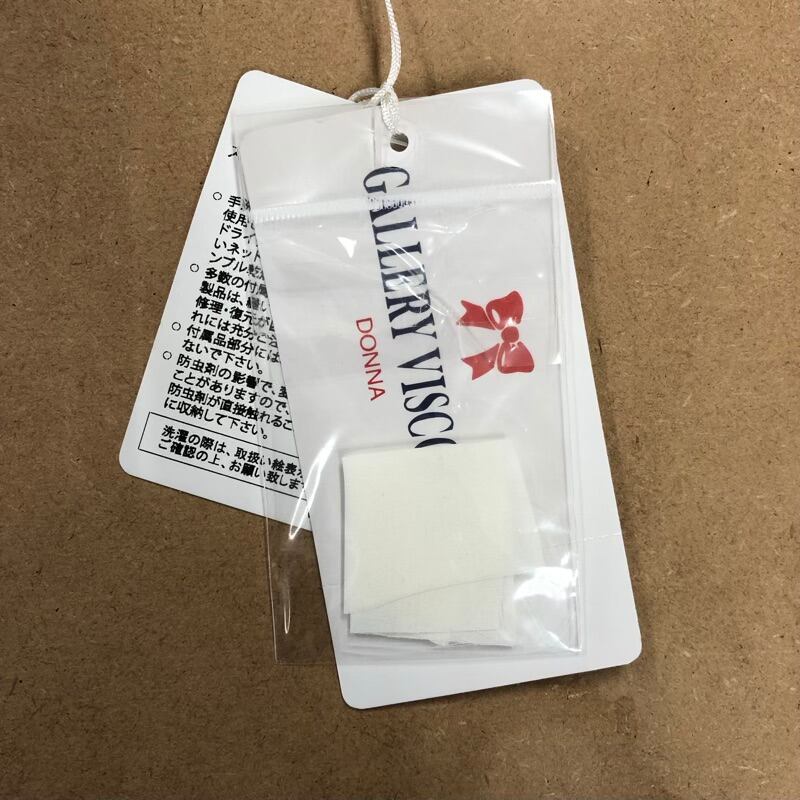 GALLERY VISCO
DONNA
○ 手洗
使用
ドライ
いネット
ンブル乾
○ 多数の付属
製品は、
修理・復元が
れには充分
○ 付属品部分には
ないで下さい。
○ 防虫剤の影響で、変
ことがありますので、
防虫剤が直接触れるこ
に収納して下さい。
洗濯の際は、取扱い絵表
ご確認の上、お願い致しま